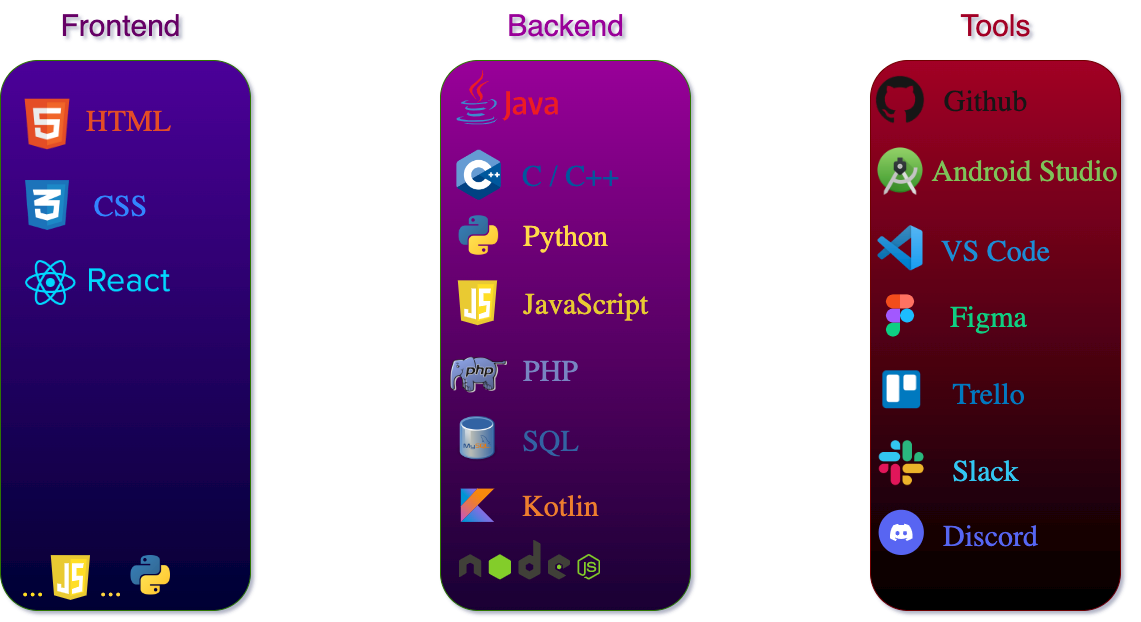 Frontend
5 HTML
3 CSS
React
... JS ...
Backend
Java
C ++ C / C++
Python
JS JavaScript
php PHP
MySQL SQL
Kotlin
node JS
Tools
Github
Android Studio
VS Code
Figma
Trello
Slack
Discord